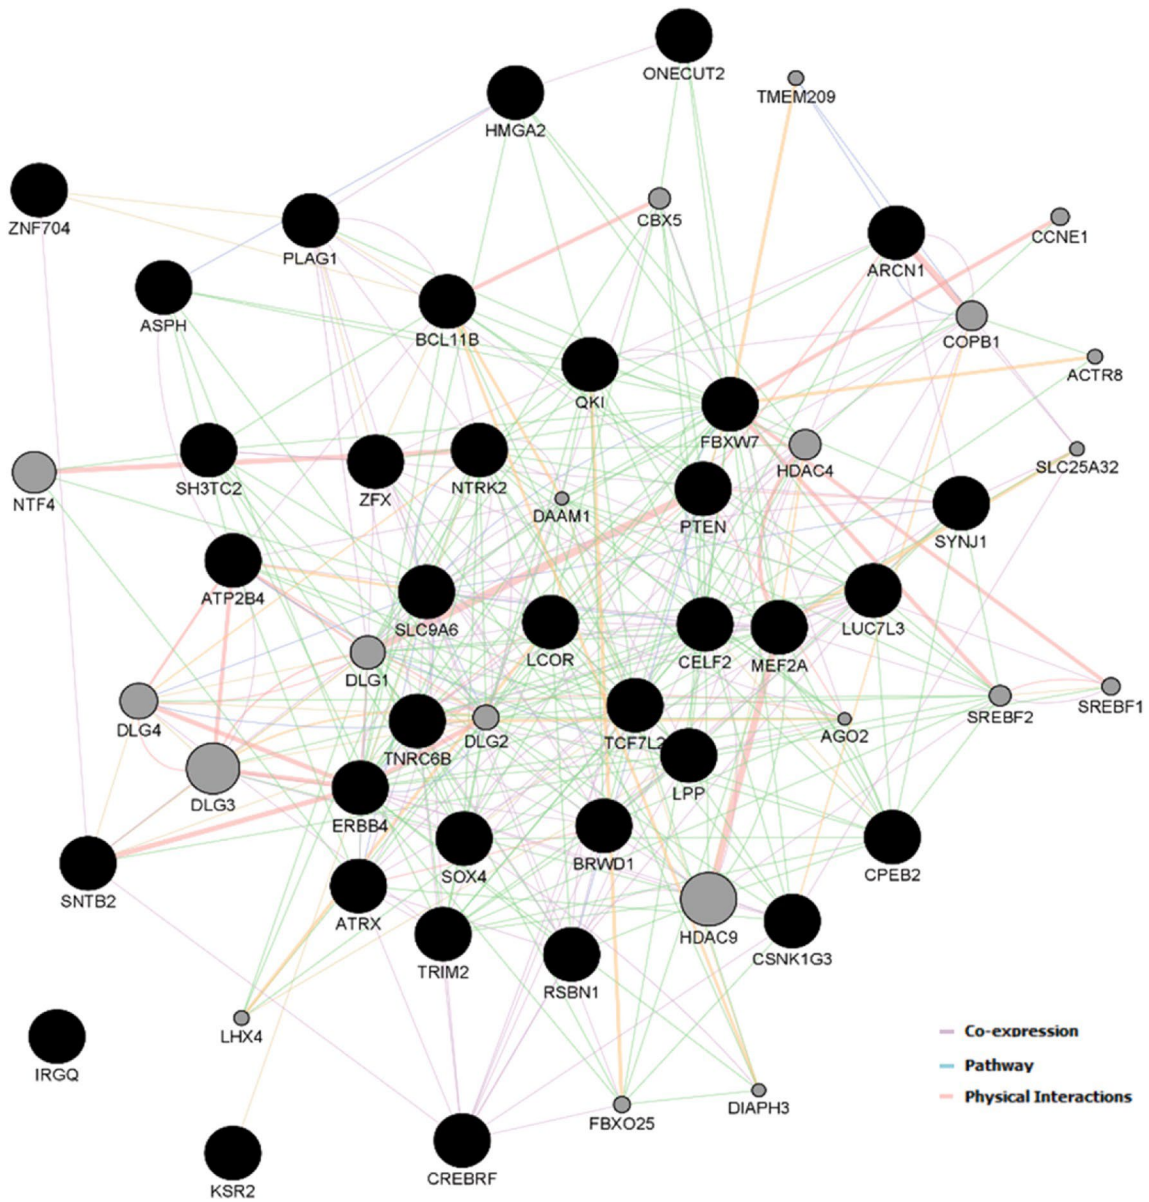 ONECUT2
TMEM209
HMGA2
ZNF704
CBX5
CCNE1
PLAG1
ARCN1
ASPH
BCL11B
COPB1
ACTR8
QKI
FBXW7
HDAC4
SLC25A32
NTF4
SH3TC2
ZFX
NTRK2
DAAM1
PTEN
SYNJ1
ATP2B4
SLC9A6
LCOR
CELF2
MEF2A
LUC7L3
DLG1
DLG4
TNRC6B
DLG2
TCF7L2
AGO2
SREBF2
SREBF1
DLG3
ERBB4
LPP
SNTB2
SOX4
BRWD1
CPEB2
ATRX
TRIM2
RSBN1
HDAC9
CSNK1G3
LHX4
IRGQ
Co-expression
Pathway
Physical Interactions
FBXO25
DIAPH3
KSR2
CREBRF